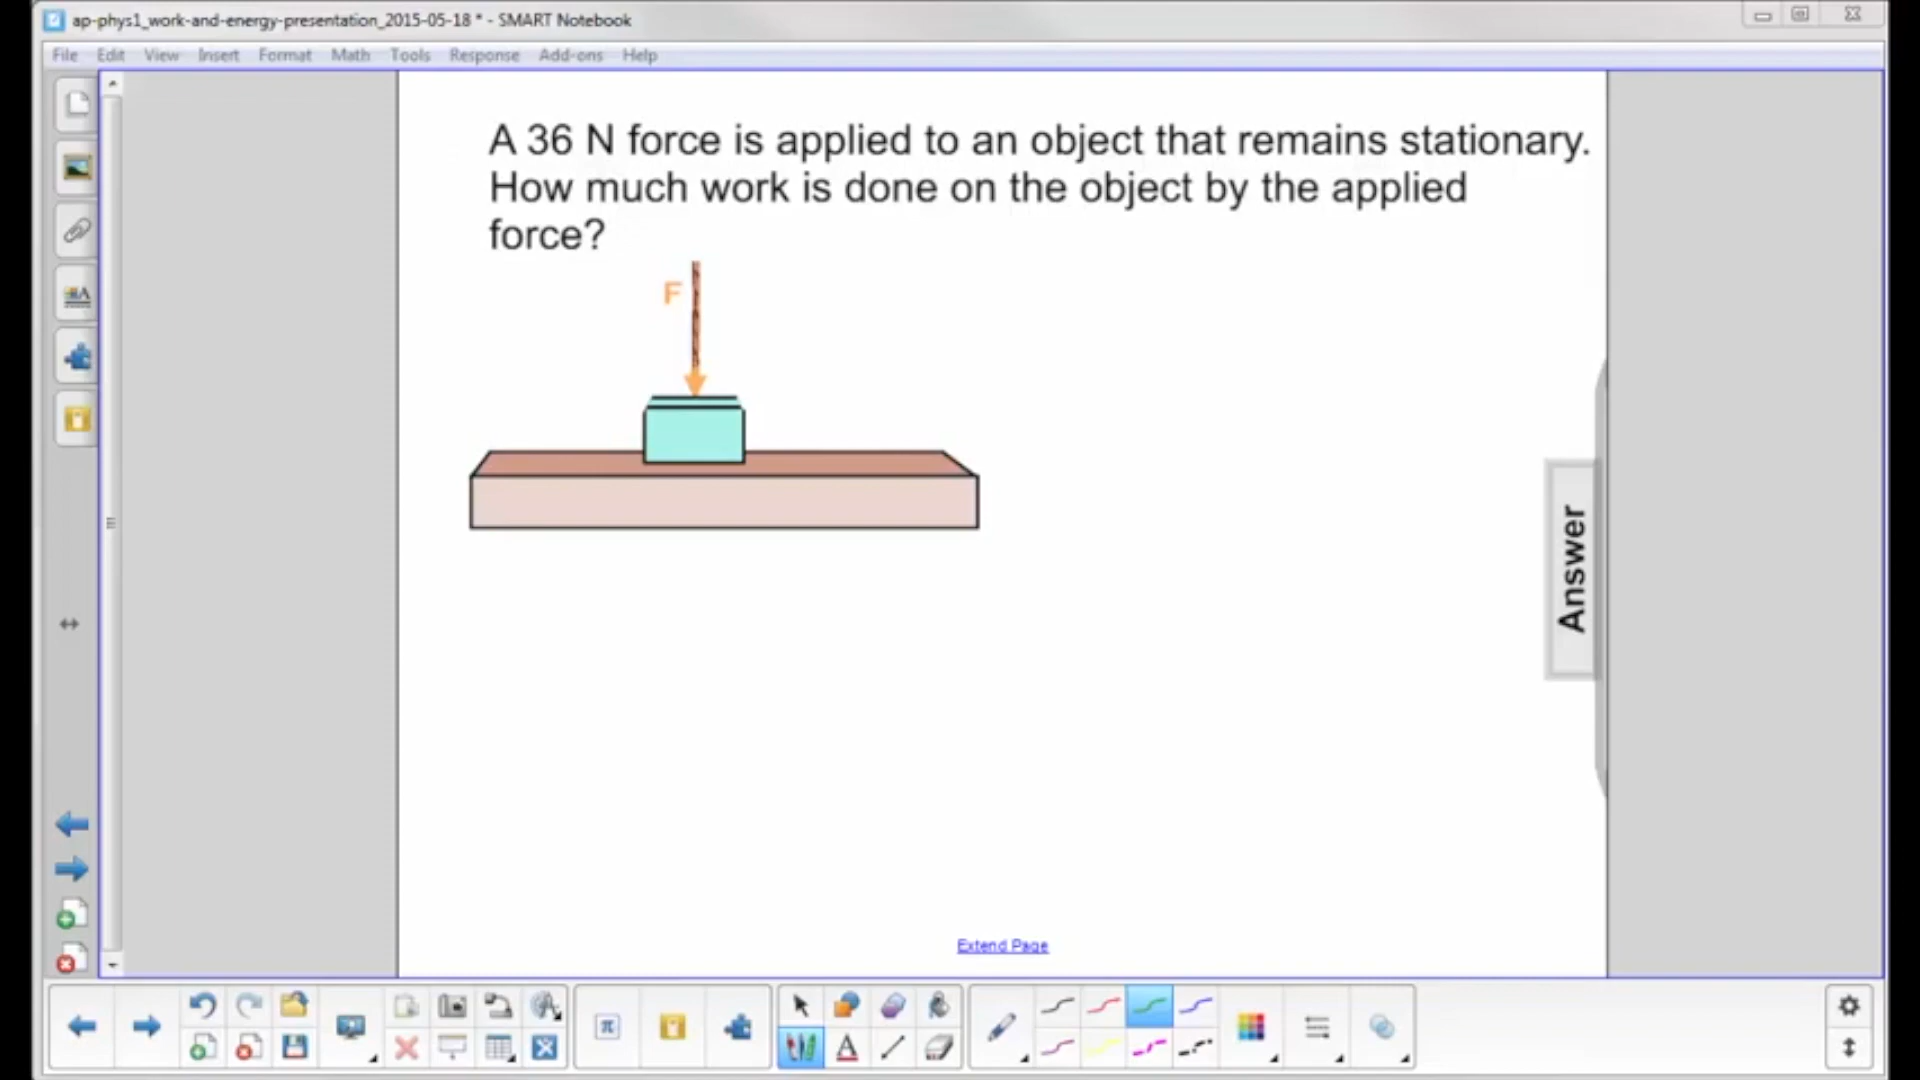 ap-phys1_work-and-energy-presentation_2015-05-18 * - SMART Notebook
File Edit View Insert Format Math Tools Response Add-ons Help
A 36 N force is applied to an object that remains stationary.
How much work is done on the object by the applied
force?
F
Answer
Extend Page